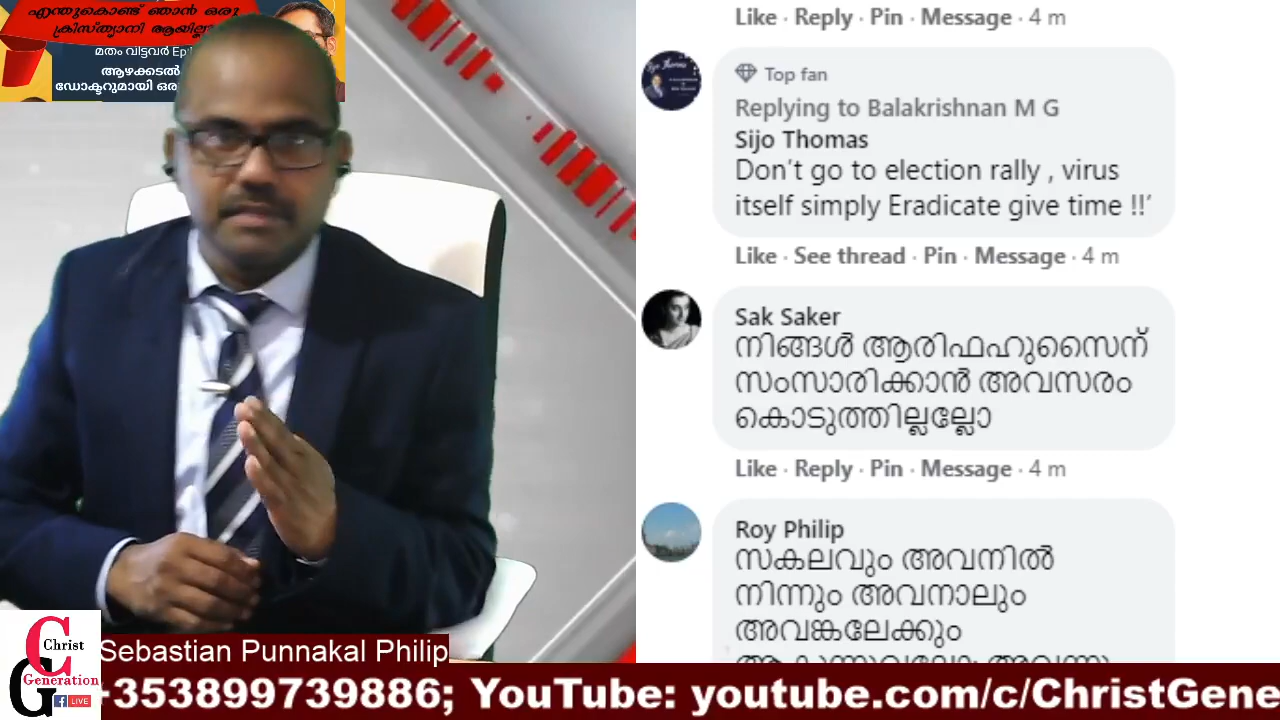 എന്തുകൊണ്ട് ഞാൻ ഒരു
ക്രിസ്ത്യാനി ആയില്ല
മതം വിട്ടവർ Ep:
ആഴക്കടൽ
ഡോക്ടറുമായി ഒര
Like · Reply · Pin · Message · 4 m
Top fan
Replying to Balakrishnan M G
Sijo Thomas
Don't go to election rally , virus
itself simply Eradicate give time !!'
Like · See thread · Pin · Message · 4 m
Sak Saker
നിങ്ങൾ ആരിഫഹുസൈന്
സംസാരിക്കാൻ അവസരം
കൊടുത്തില്ലല്ലോ
Like · Reply · Pin · Message · 4 m
Roy Philip
സകലവും അവനിൽ
നിന്നും അവനാലും
അവങ്കലേക്കും
Sebastian Punnakal Philip
Christ
Generation
LIVE
+353899739886; YouTube: youtube.com/c/ChristGene